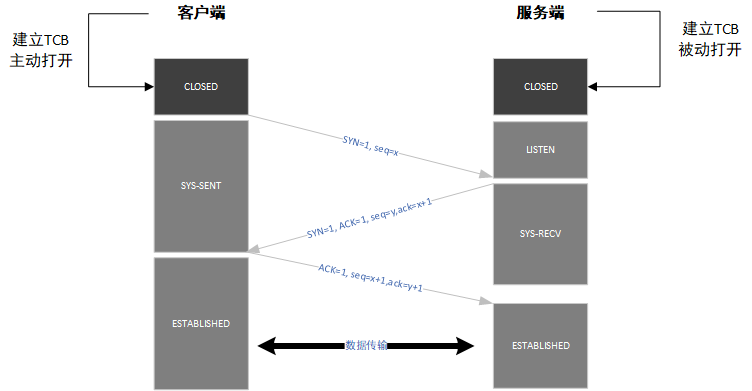 客户端
服务端
建立TCB
主动打开
建立TCB
被动打开
CLOSED
CLOSED
SYN=1, seq=x
LISTEN
SYS-SENT
SYN=1, ACK=1, seq=y,ack=x+1
SYS-RECV
ACK=1, seq=x+1,ack=y+1
ESTABLISHED
数据传输
ESTABLISHED